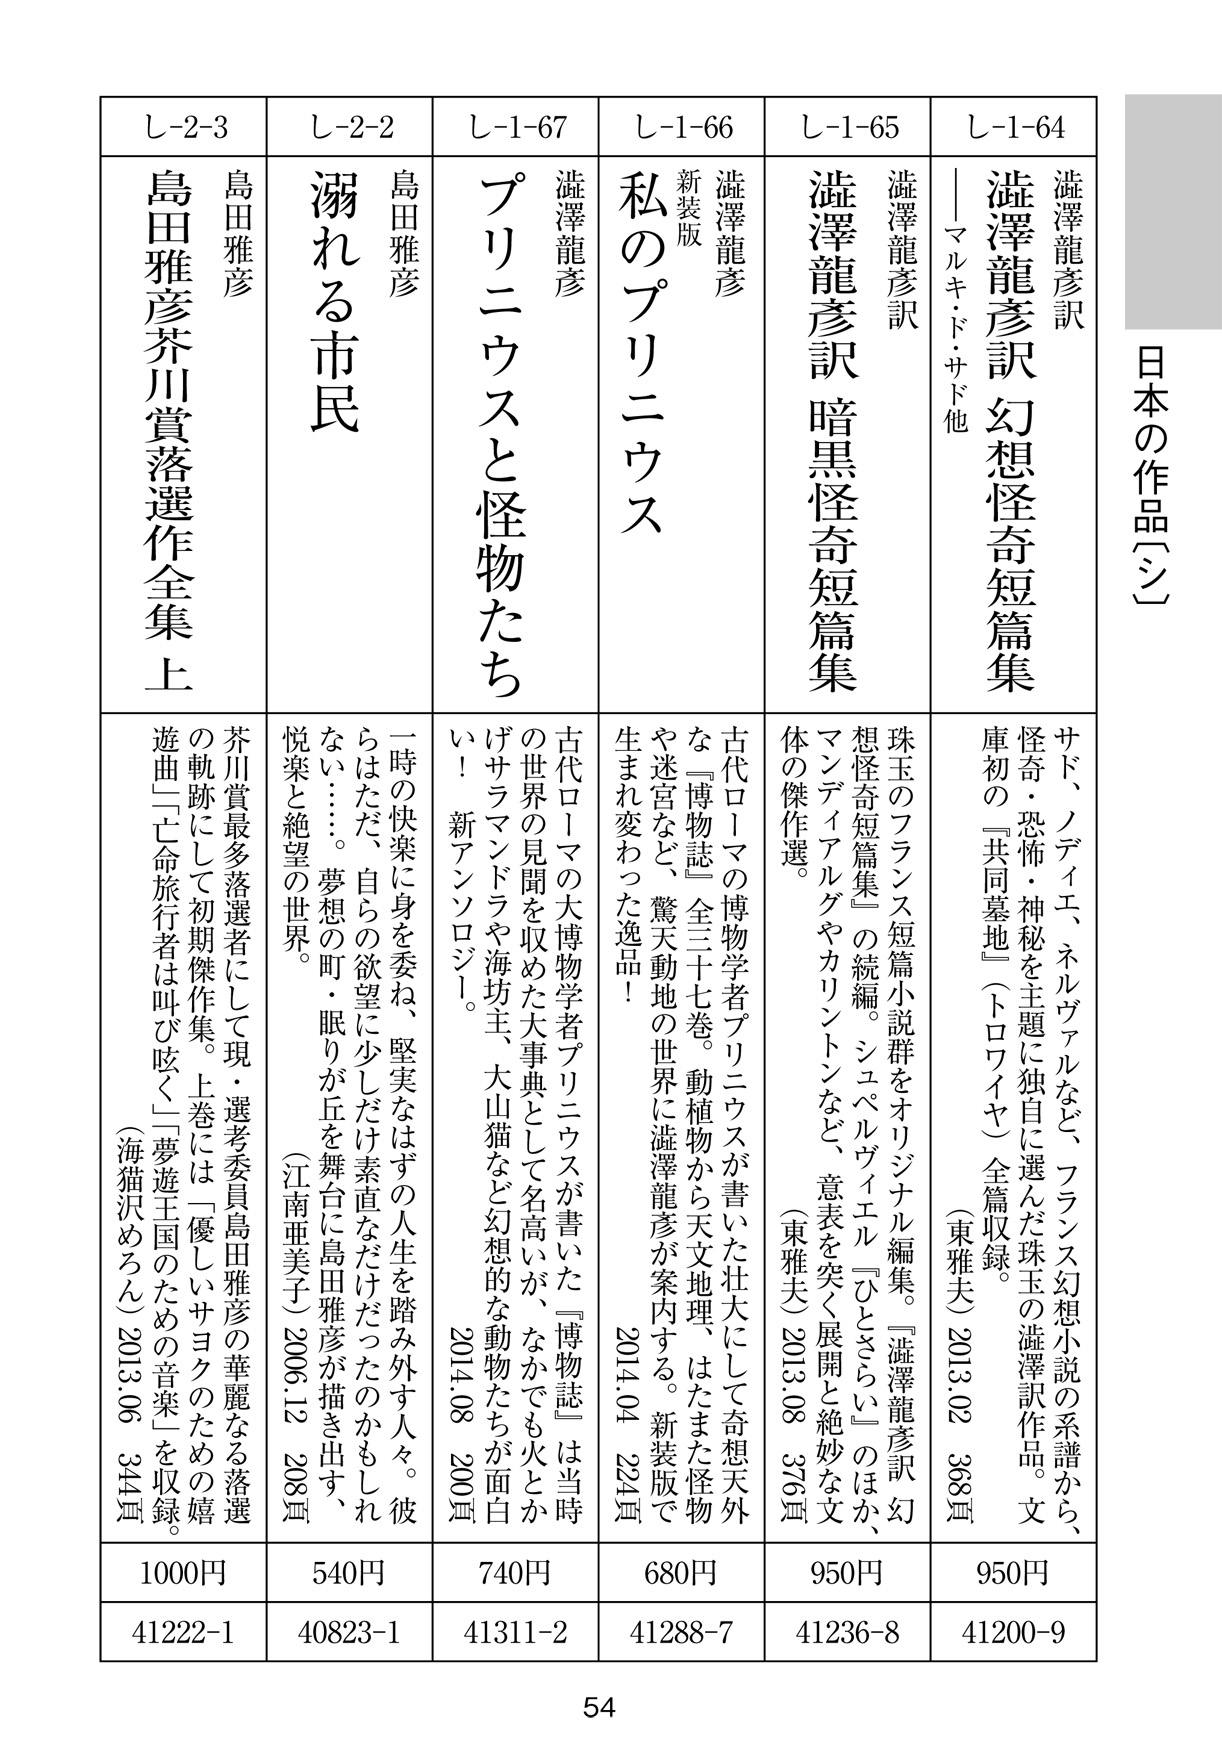 日本の作品〔シ〕
し-1-64
澁澤龍彥訳
澁澤龍彥訳 幻想怪奇短篇集
――マルキ・ド・サド他
サド、ノディエ、ネルヴァルなど、フランス幻想小説の系譜から、
怪奇・恐怖・神秘を主題に独自に選んだ珠玉の澁澤訳作品。文
庫初の『共同墓地』（トロワイヤ）全篇収録。
（東雅夫）2013.02 368頁
950円
41200-9
し-1-65
澁澤龍彥訳
澁澤龍彥訳 暗黒怪奇短篇集
珠玉のフランス短篇小説群をオリジナル編集。『澁澤龍彥訳 幻
想怪奇短篇集』の続編。シュペルヴィエル『ひとさらい』のほか、
マンディアルグやカリントンなど、意表を突く展開と絶妙な文
体の傑作選。
（東雅夫）2013.08 376頁
950円
41236-8
し-1-66
澁澤龍彥
新装版
私のプリニウス
古代ローマの博物学者プリニウスが書いた壮大にして奇想天外
な『博物誌』全三十七巻。動植物から天文地理、はたまた怪物
や迷宮など、驚天動地の世界に澁澤龍彥が案内する。新装版で
生まれ変わった逸品！
2014.04 224頁
680円
41288-7
し-1-67
澁澤龍彥
プリニウスと怪物たち
古代ローマの大博物学者プリニウスが書いた『博物誌』は当時
の世界の見聞を収めた大事典として名高いが、なかでも火とか
げサラマンドラや海坊主、大山猫など幻想的な動物たちが面白
い！　新アンソロジー。
2014.08 200頁
740円
41311-2
し-2-2
島田雅彦
溺れる市民
一時の快楽に身を委ね、堅実なはずの人生を踏み外す人々。彼
らはただ、自らの欲望に少しだけ素直なだけだったのかもしれ
ない……。夢想の町・眠りが丘を舞台に島田雅彦が描き出す、
悦楽と絶望の世界。
（江南亜美子）2006.12 208頁
540円
40823-1
し-2-3
島田雅彦
島田雅彦芥川賞落選作全集 上
芥川賞最多落選者にして現・選考委員島田雅彦の華麗なる落選
の軌跡にして初期傑作集。上巻には「優しいサヨクのための嬉
遊曲」「亡命旅行者は叫び呟く」「夢遊王国のための音楽」を収録。
（海猫沢めろん）2013.06 344頁
1000円
41222-1
54